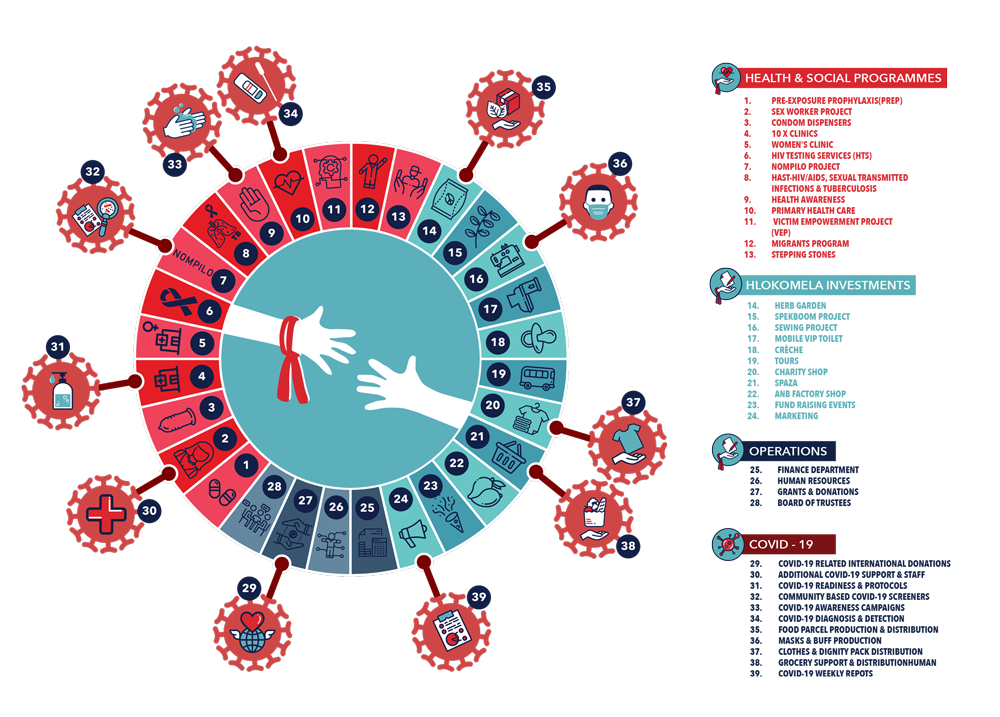 34
35
33
36
32
11
12
10
13
9
14
8
15
NOMPILO
7
16
6
17
5
18
31
4
19
3
20
37
2
21
1
22
30
28
23
27
24
26
25
38
29
39
HEALTH & SOCIAL PROGRAMMES
1. PRE-EXPOSURE PROPHYLAXIS(PREP)
2. SEX WORKER PROJECT
3. CONDOM DISPENSERS
4. 10 X CLINICS
5. WOMEN'S CLINIC
6. HIV TESTING SERVICES (HTS)
7. NOMPILO PROJECT
8. HAST-HIV/AIDS, SEXUAL TRANSMITTED
INFECTIONS & TUBERCULOSIS
9. HEALTH AWARENESS
10. PRIMARY HEALTH CARE
11. VICTIM EMPOWERMENT PROJECT
(VEP)
12. MIGRANTS PROGRAM
13. STEPPING STONES
HLOKOMELA INVESTMENTS
14. HERB GARDEN
15. SPEKBOOM PROJECT
16. SEWING PROJECT
17. MOBILE VIP TOILET
18. CRÈCHE
19. TOURS
20. CHARITY SHOP
21. SPAZA
22. ANB FACTORY SHOP
23. FUND RAISING EVENTS
24. MARKETING
OPERATIONS
25. FINANCE DEPARTMENT
26. HUMAN RESOURCES
27. GRANTS & DONATIONS
28. BOARD OF TRUSTEES
COVID - 19
29. COVID-19 RELATED INTERNATIONAL DONATIONS
30. ADDITIONAL COVID-19 SUPPORT & STAFF
31. COVID-19 READINESS & PROTOCOLS
32. COMMUNITY BASED COVID-19 SCREENERS
33. COVID-19 AWARENESS CAMPAIGNS
34. COVID-19 DIAGNOSIS & DETECTION
35. FOOD PARCEL PRODUCTION & DISTRIBUTION
36. MASKS & BUFF PRODUCTION
37. CLOTHES & DIGNITY PACK DISTRIBUTION
38. GROCERY SUPPORT & DISTRIBUTIONHUMAN
39. COVID-19 WEEKLY REPOTS